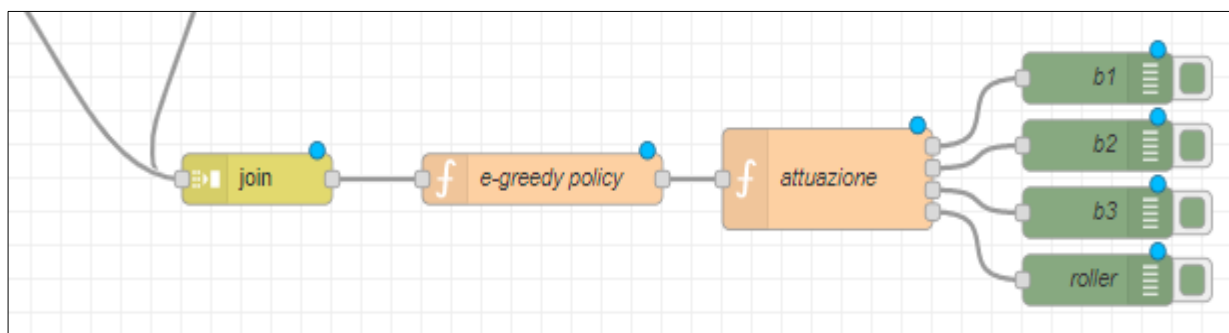 join
e-greedy policy
attuazione
b1
b2
b3
roller